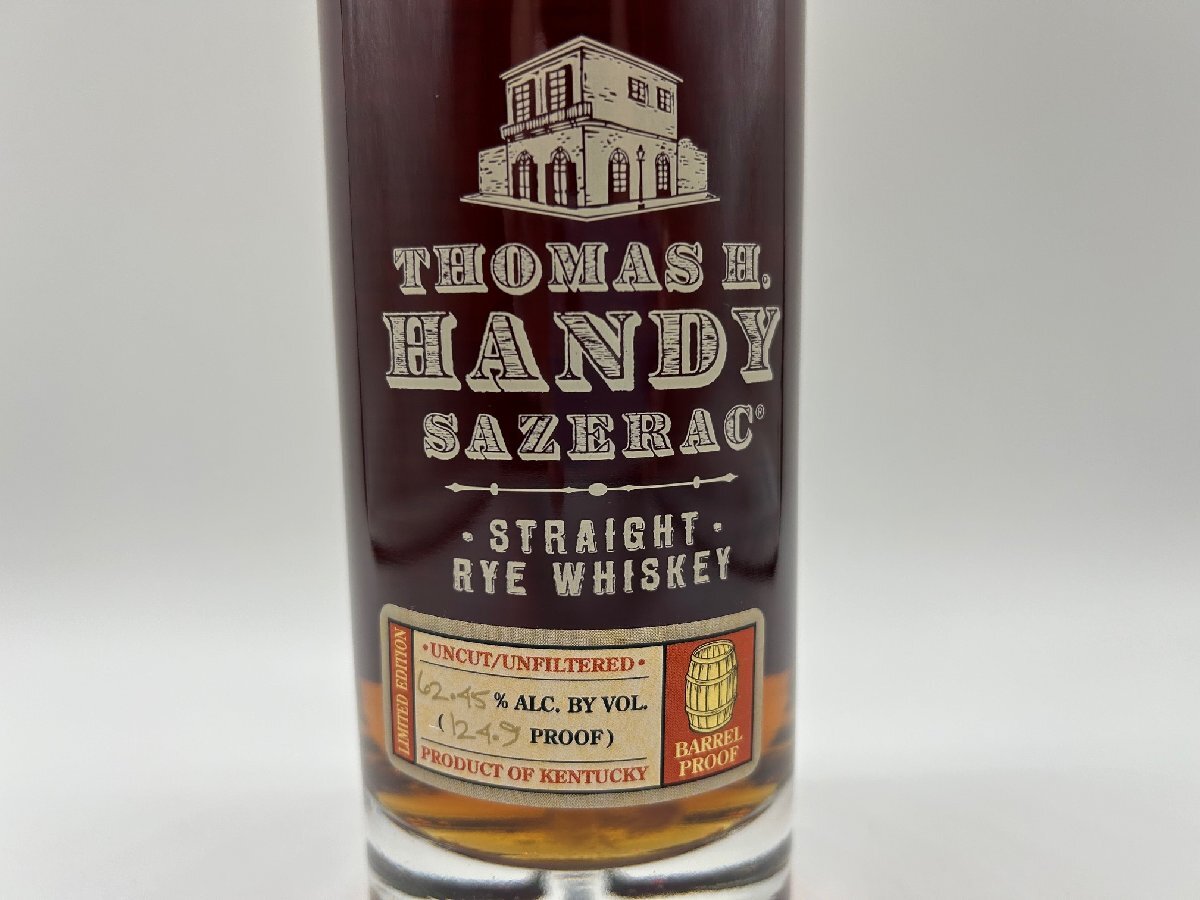 THOMAS H.
HANDY
SAZERAC®
· STRAIGHT ·
RYE WHISKEY
LIMITED EDITION
• UNCUT/UNFILTERED •
62.45 % ALC. BY VOL.
(124.9 PROOF)
PRODUCT OF KENTUCKY
BARREL
PROOF